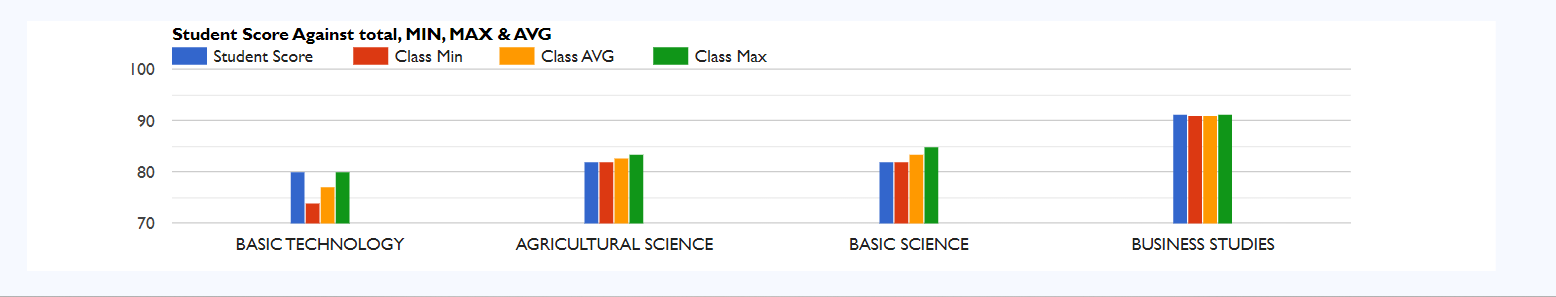 Student Score Against total, MIN, MAX & AVG
Student Score Class Min Class AVG Class Max
100
90
80
70
BASIC TECHNOLOGY AGRICULTURAL SCIENCE BASIC SCIENCE BUSINESS STUDIES